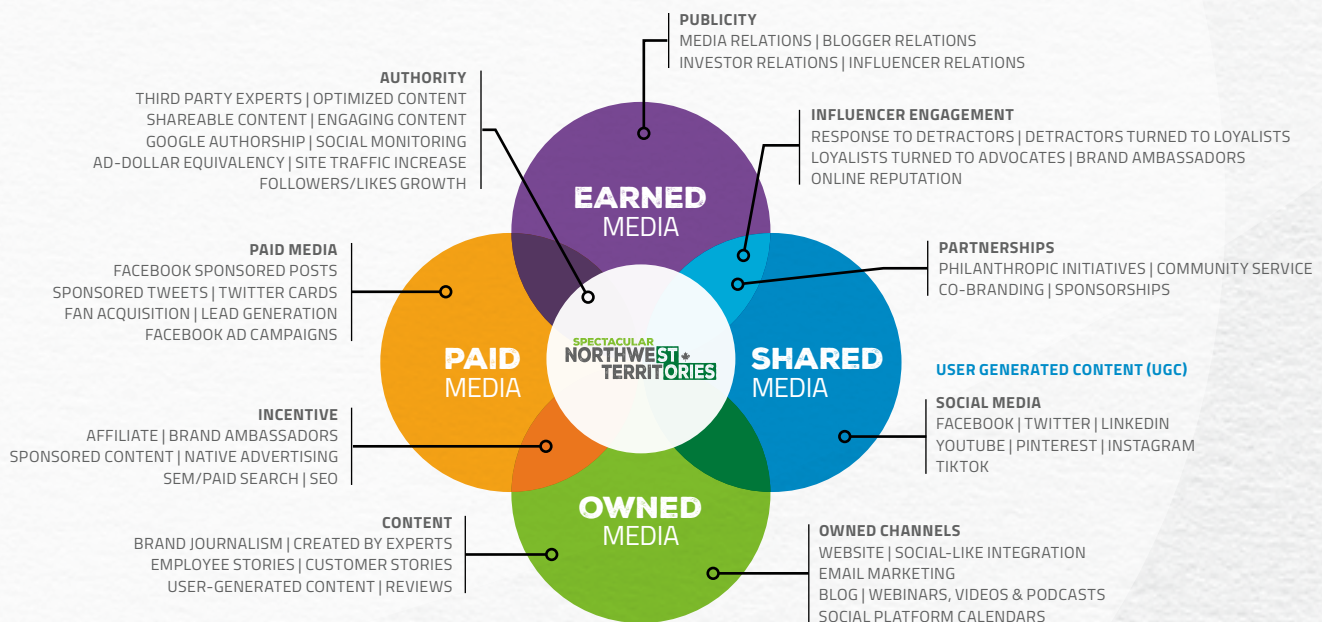 PUBLICITY
MEDIA RELATIONS | BLOGGER RELATIONS
INVESTOR RELATIONS | INFLUENCER RELATIONS
AUTHORITY
THIRD PARTY EXPERTS | OPTIMIZED CONTENT
SHAREABLE CONTENT | ENGAGING CONTENT
GOOGLE AUTHORSHIP | SOCIAL MONITORING
AD-DOLLAR EQUIVALENCY | SITE TRAFFIC INCREASE
FOLLOWERS/LIKES GROWTH
INFLUENCER ENGAGEMENT
RESPONSE TO DETRACTORS | DETRACTORS TURNED TO LOYALISTS
LOYALISTS TURNED TO ADVOCATES | BRAND AMBASSADORS
ONLINE REPUTATION
EARNED
MEDIA
PAID MEDIA
FACEBOOK SPONSORED POSTS
SPONSORED TWEETS | TWITTER CARDS
FAN ACQUISITION | LEAD GENERATION
FACEBOOK AD CAMPAIGNS
PARTNERSHIPS
PHILANTHROPIC INITIATIVES | COMMUNITY SERVICE
CO-BRANDING | SPONSORSHIPS
PAID
MEDIA
SPECTACULAR
NORTHWEST
TERRITORIES
SHARED
MEDIA
USER GENERATED CONTENT (UGC)
SOCIAL MEDIA
FACEBOOK | TWITTER | LINKEDIN
YOUTUBE | PINTEREST | INSTAGRAM
TIKTOK
INCENTIVE
AFFILIATE | BRAND AMBASSADORS
SPONSORED CONTENT | NATIVE ADVERTISING
SEM/PAID SEARCH | SEO
OWNED
MEDIA
CONTENT
BRAND JOURNALISM | CREATED BY EXPERTS
EMPLOYEE STORIES | CUSTOMER STORIES
USER-GENERATED CONTENT | REVIEWS
OWNED CHANNELS
WEBSITE | SOCIAL-LIKE INTEGRATION
EMAIL MARKETING
BLOG | WEBINARS, VIDEOS & PODCASTS
SOCIAL PLATFORM CALENDARS